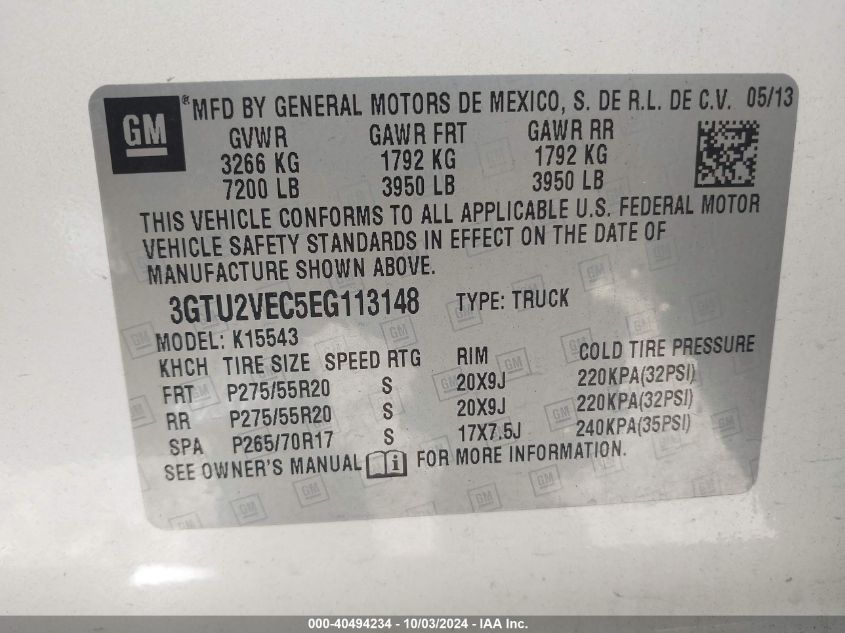 GM ® MFD BY GENERAL MOTORS DE MEXICO, S. DE R.L. DE C.V. 05/13
GVWR GAWR FRT GAWR RR
3266 KG 1792 KG 1792 KG
7200 LB 3950 LB 3950 LB
THIS VEHICLE CONFORMS TO ALL APPLICABLE U.S. FEDERAL MOTOR
VEHICLE SAFETY STANDARDS IN EFFECT ON THE DATE OF
MANUFACTURE SHOWN ABOVE.
3GTU2VEC5EG113148 TYPE: TRUCK
MODEL: K15543
KHCH TIRE SIZE SPEED RTG RIM COLD TIRE PRESSURE
FRT P275/55R20 S 20X9J 220KPA(32PSI)
RR P275/55R20 S 20X9J 220KPA(32PSI)
SPA P265/70R17 S 17X7.5J 240KPA(35PSI)
SEE OWNER'S MANUAL i FOR MORE INFORMATION.
000-40494234 - 10/03/2024 - IAA Inc.